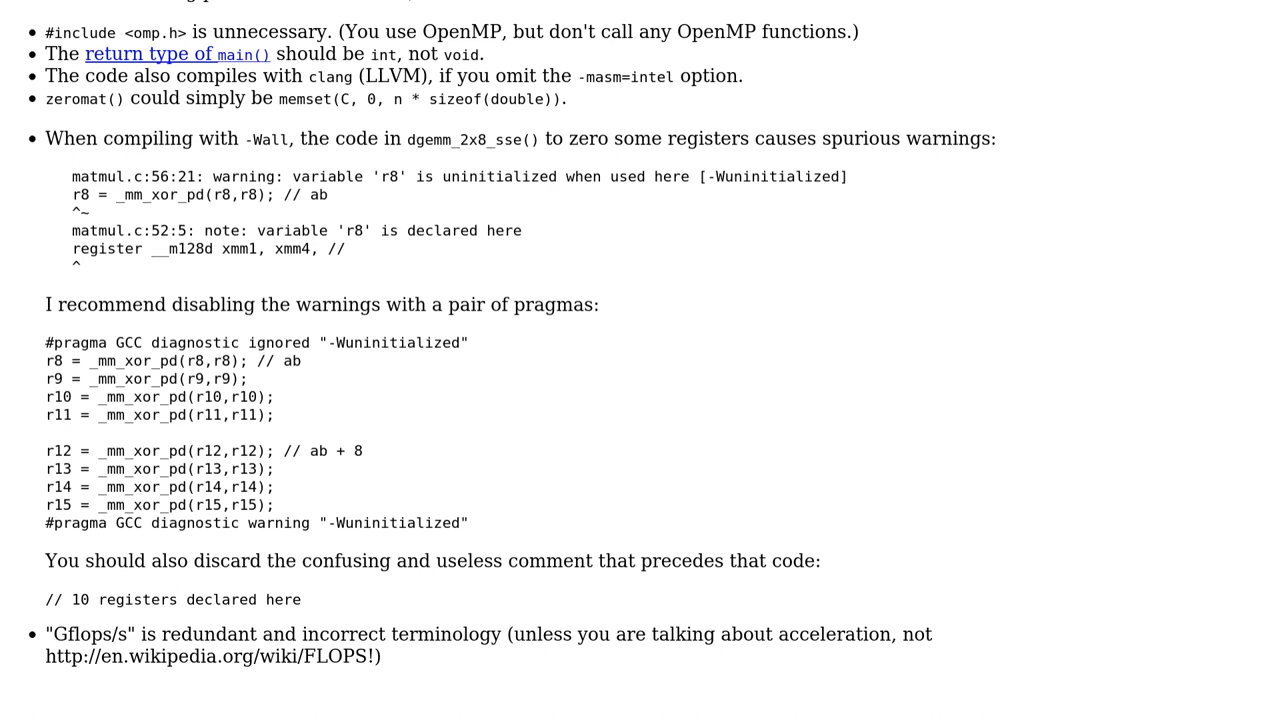 #include <omp.h> is unnecessary. (You use OpenMP, but don't call any OpenMP functions.)
The return type of main() should be int, not void.
The code also compiles with clang (LLVM), if you omit the -masm=intel option.
zeromat() could simply be memset(C, 0, n * sizeof(double)).
When compiling with -Wall, the code in dgemm_2x8_sse() to zero some registers causes spurious warnings:
matmul.c:56:21: warning: variable 'r8' is uninitialized when used here [-Wuninitialized]
r8 = _mm_xor_pd(r8,r8); // ab
^~
matmul.c:52:5: note: variable 'r8' is declared here
register __m128d xmm1, xmm4, //
^
I recommend disabling the warnings with a pair of pragmas:
#pragma GCC diagnostic ignored "-Wuninitialized"
r8 = _mm_xor_pd(r8,r8); // ab
r9 = _mm_xor_pd(r9,r9);
r10 = _mm_xor_pd(r10,r10);
r11 = _mm_xor_pd(r11,r11);
r12 = _mm_xor_pd(r12,r12); // ab + 8
r13 = _mm_xor_pd(r13,r13);
r14 = _mm_xor_pd(r14,r14);
r15 = _mm_xor_pd(r15,r15);
#pragma GCC diagnostic warning "-Wuninitialized"
You should also discard the confusing and useless comment that precedes that code:
// 10 registers declared here
"Gflops/s" is redundant and incorrect terminology (unless you are talking about acceleration, not
http://en.wikipedia.org/wiki/FLOPS!)